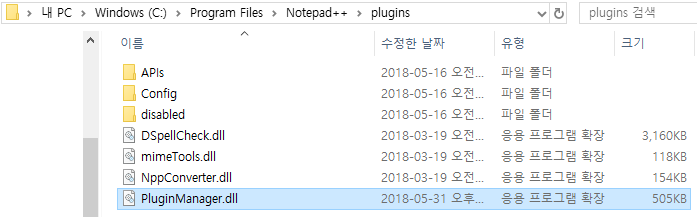 내 PC > Windows (C:) > Program Files > Notepad++ > plugins plugins 검색
이름 수정한 날짜 유형 크기
APIs 2018-05-16 오전... 파일 폴더
Config 2018-05-16 오전... 파일 폴더
disabled 2018-05-16 오전... 파일 폴더
DSpellCheck.dll 2018-03-19 오전... 응용 프로그램 확장 3,160KB
mimeTools.dll 2018-03-19 오전... 응용 프로그램 확장 118KB
NppConverter.dll 2018-03-19 오전... 응용 프로그램 확장 154KB
PluginManager.dll 2018-05-31 오후... 응용 프로그램 확장 505KB